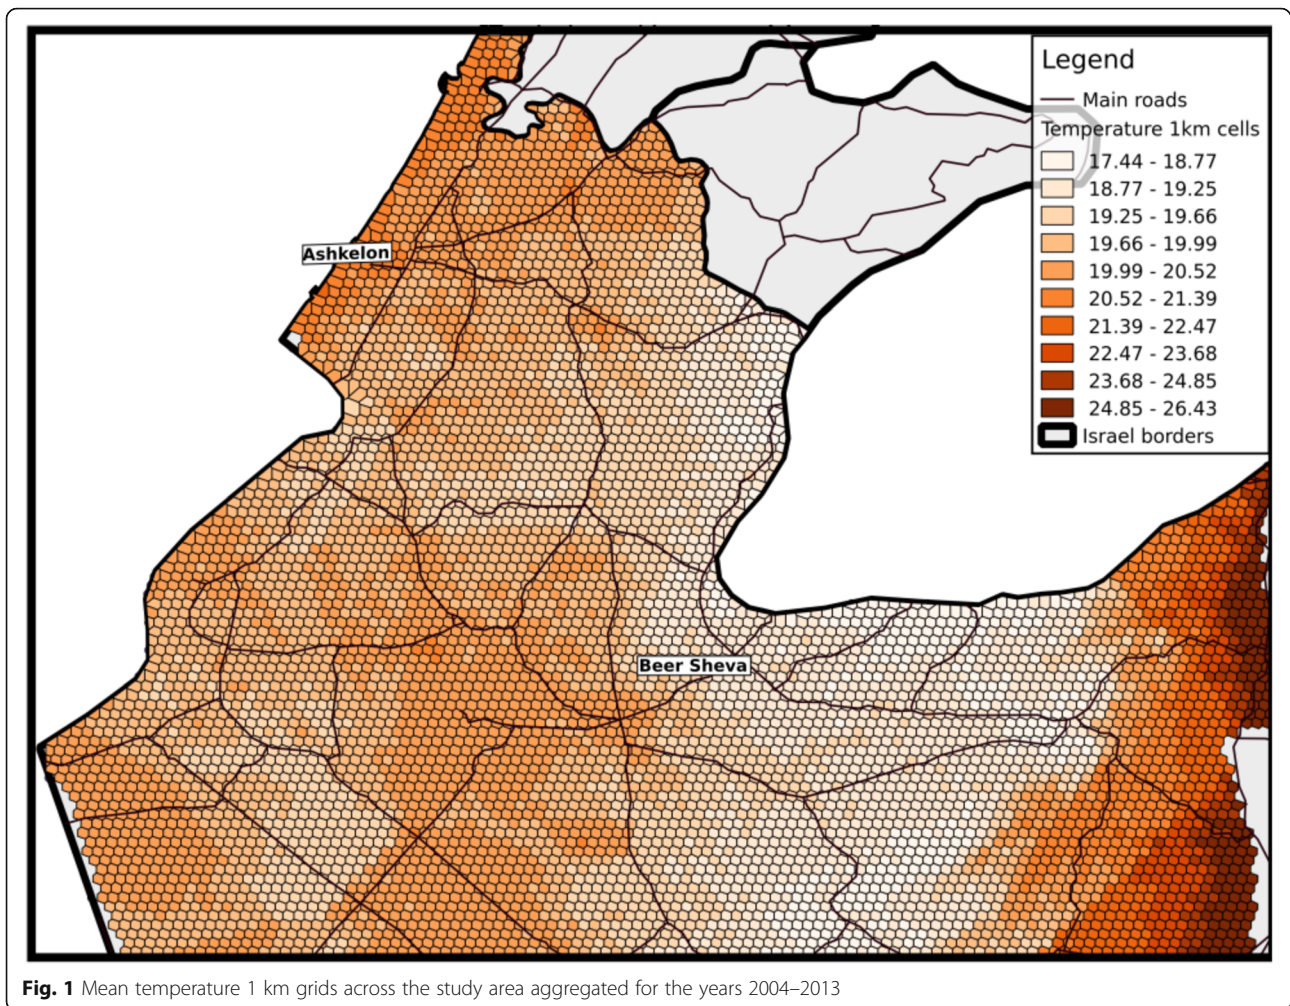 Legend
Main roads
Temperature 1km cells
17.44 - 18.77
18.77 - 19.25
19.25 - 19.66
19.66 - 19.99
19.99 - 20.52
20.52 - 21.39
21.39 - 22.47
22.47 - 23.68
23.68 - 24.85
24.85 - 26.43
Israel borders
Ashkelon
Beer Sheva
Fig. 1 Mean temperature 1 km grids across the study area aggregated for the years 2004–2013